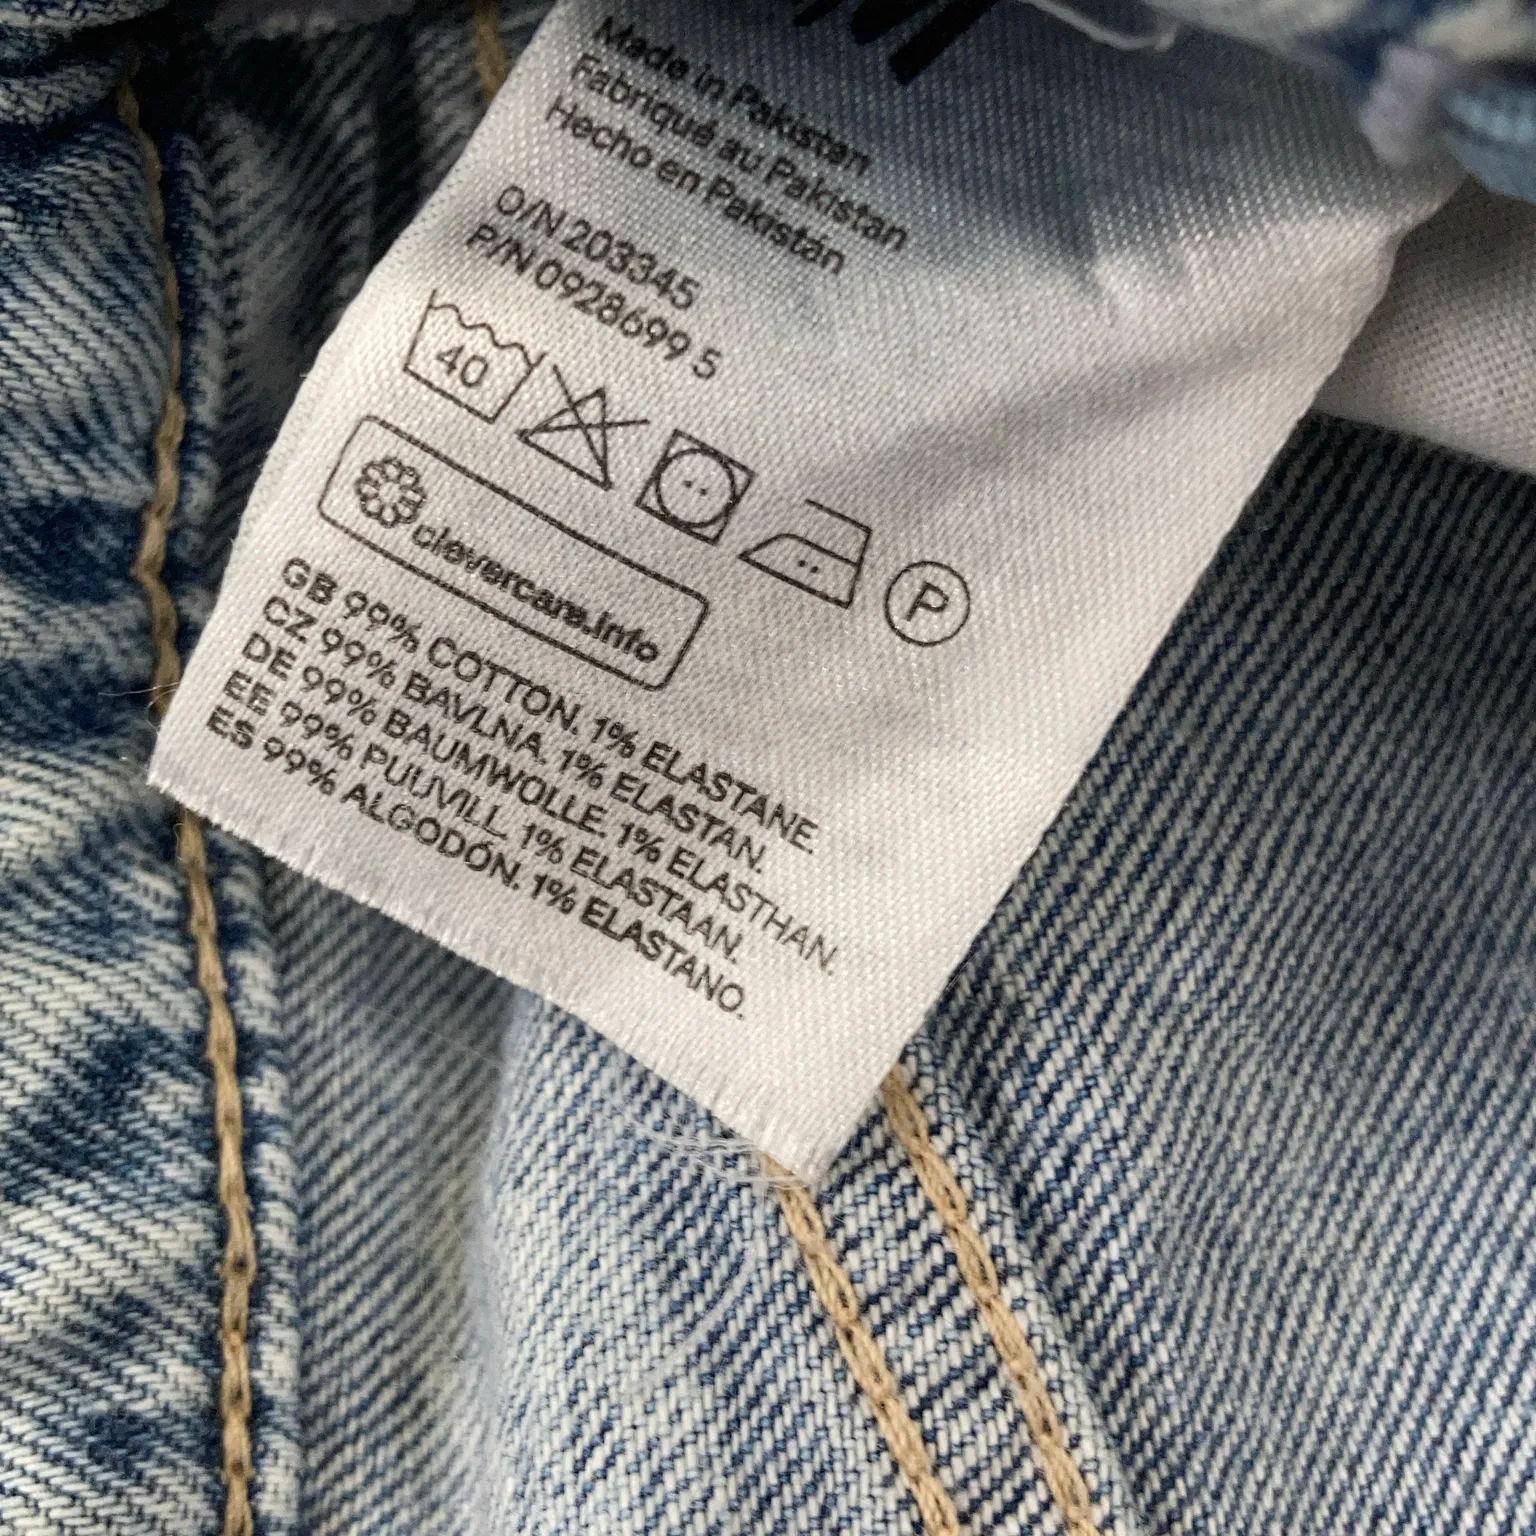 Made in Pakistan
Fabriqué au Pakistan
Hecho en Pakistán
O/N 203345
P/N 0928699 5
40
P
clevercare.info
GB 99% COTTON. 1% ELASTANE.
CZ 99% BAVLNA. 1% ELASTAN.
DE 99% BAUMWOLLE. 1% ELASTHAN.
EE 99% PUUVILL. 1% ELASTAAN.
ES 99% ALGODÓN. 1% ELASTANO.